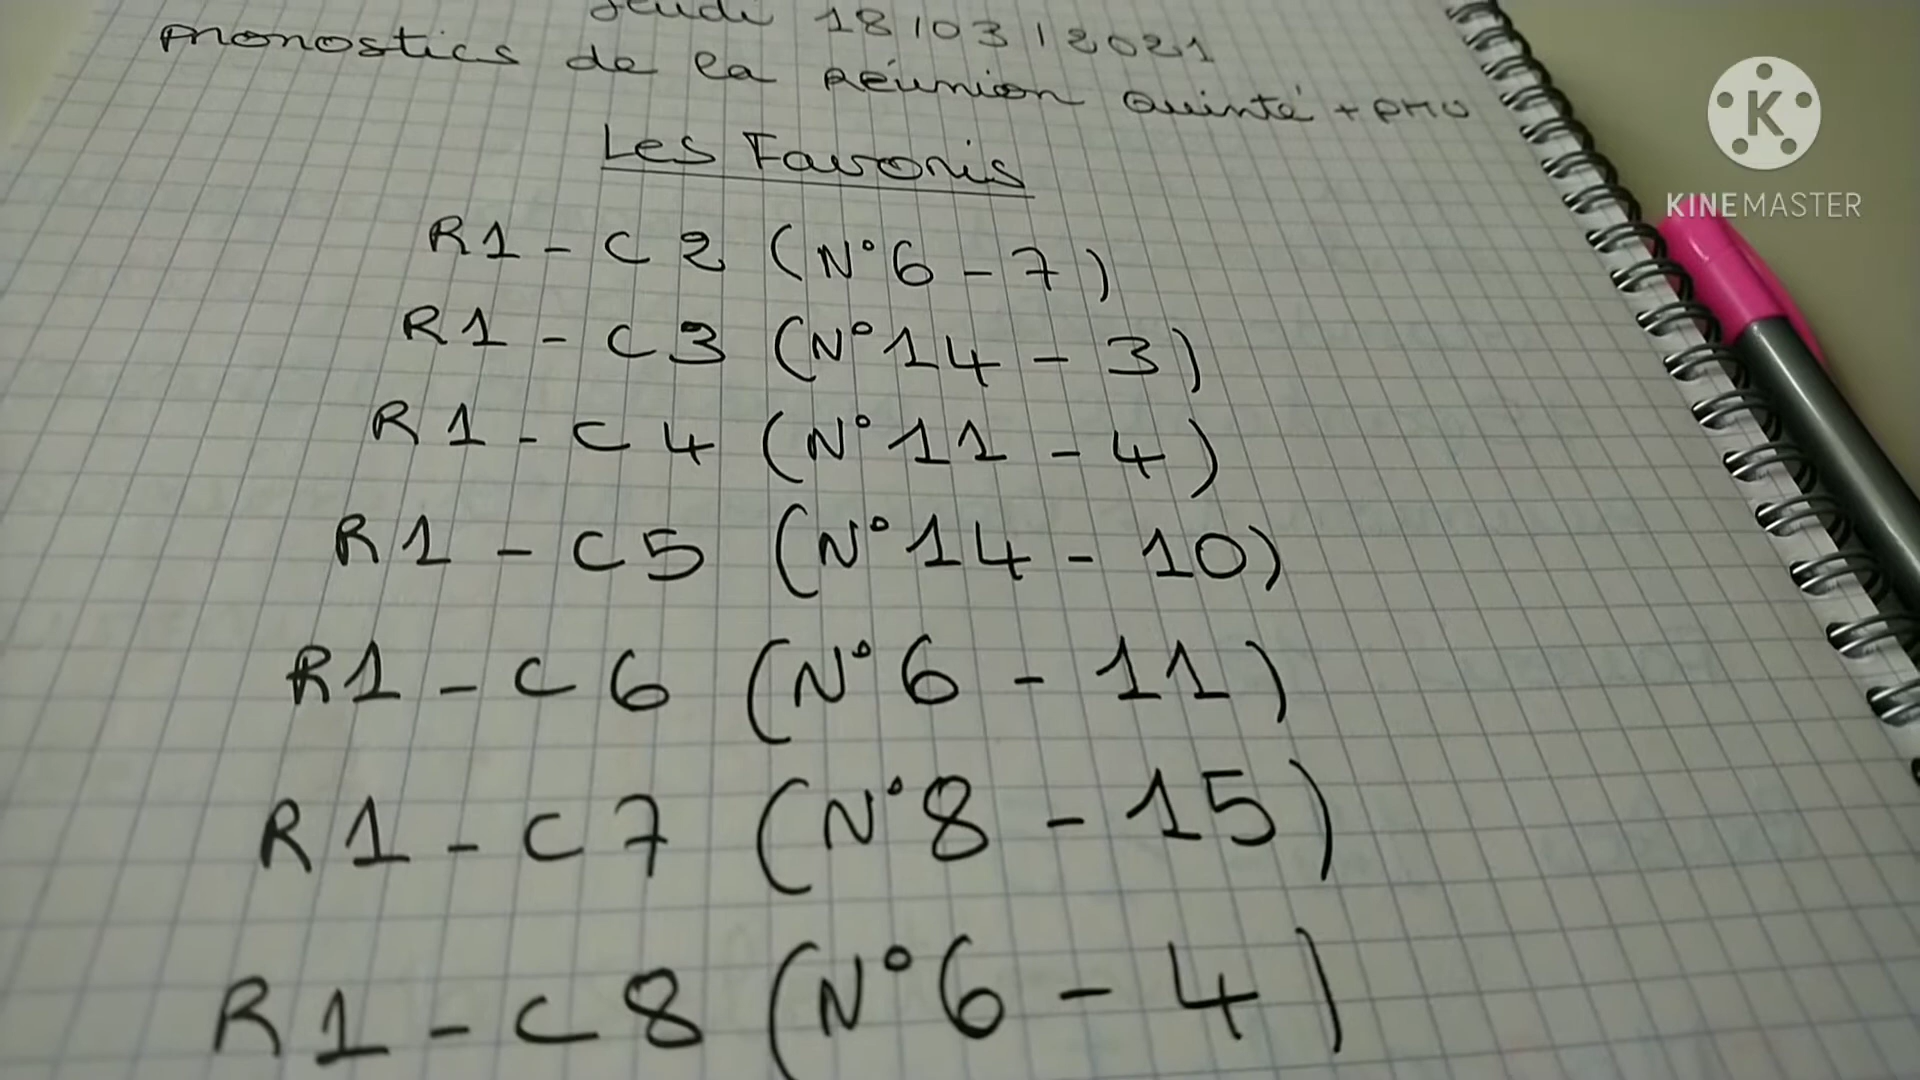 Jeudi 18/03/2021
pronostics de la Réunion Quinté + PMU
Les Favoris
R1 - C2 (N°6 - 7)
R1 - C3 (N°14 - 3)
R1 - C4 (N°11 - 4)
R1 - C5 (N°14 - 10)
R1 - C6 (N°6 - 11)
R1 - C7 (N°8 - 15)
R1 - C8 (N°6 - 4)
K
KINEMASTER